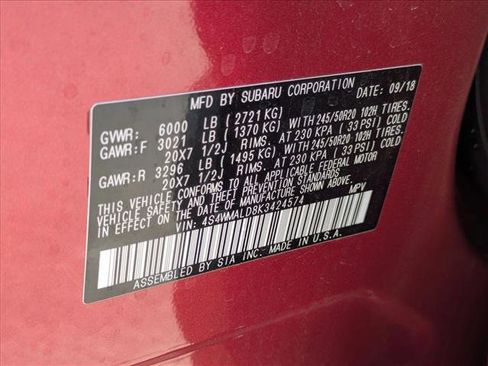 MFD BY SUBARU CORPORATION DATE: 09/18
GVWR: 6000 LB (2721 KG)
GAWR:F 3021 LB (1370 KG) WITH 245/50R20 102H TIRES.
20X7 1/2J RIMS. AT 230 KPA (33 PSI) COLD
GAWR:R 3296 LB (1495 KG) WITH 245/50R20 102H TIRES.
20X7 1/2J RIMS. AT 230 KPA (33 PSI) COLD
THIS VEHICLE CONFORMS TO ALL APPLICABLE FEDERAL MOTOR
VEHICLE SAFETY AND THEFT PREVENTION STANDARDS
IN EFFECT ON THE DATE OF MANUFACTURE SHOWN ABOVE.
VIN: 4S4WMALD8K3424574 MPV
ASSEMBLED BY SIA INC. MADE IN U.S.A.